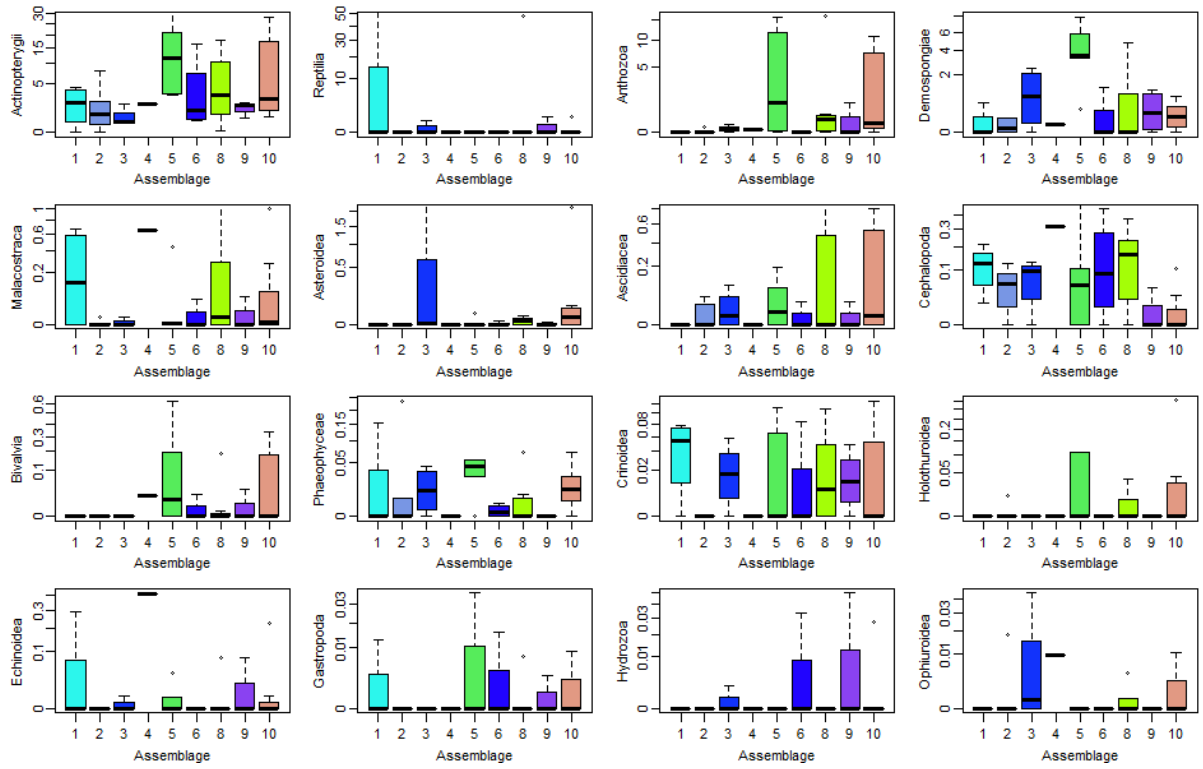 Actinopterygii
30
15
5
0
1 2 3 4 5 6 8 9 10
Assemblage
Reptilia
50
30
10
0
1 2 3 4 5 6 8 9 10
Assemblage
Anthozoa
10
5
0
1 2 3 4 5 6 8 9 10
Assemblage
Demospongiae
6
4
2
0
1 2 3 4 5 6 8 9 10
Assemblage
Malacostraca
1
0.6
0.2
0
1 2 3 4 5 6 8 9 10
Assemblage
Asteroidea
1.5
0.5
0
1 2 3 4 5 6 8 9 10
Assemblage
Ascidiacea
0.6
0.2
0
1 2 3 4 5 6 8 9 10
Assemblage
Cephalopoda
0.3
0.1
0
1 2 3 4 5 6 8 9 10
Assemblage
Bivalvia
0.6
0.3
0.1
0
1 2 3 4 5 6 8 9 10
Assemblage
Phaeophyceae
0.15
0.05
0
1 2 3 4 5 6 8 9 10
Assemblage
Crinoidea
0.08
0.02
0
1 2 3 4 5 6 8 9 10
Assemblage
Holothuroidea
0.2
0.05
0
1 2 3 4 5 6 8 9 10
Assemblage
Echinoidea
0.3
0.1
0
1 2 3 4 5 6 8 9 10
Assemblage
Gastropoda
0.03
0.01
0
1 2 3 4 5 6 8 9 10
Assemblage
Hydrozoa
0.03
0.01
0
1 2 3 4 5 6 8 9 10
Assemblage
Ophiuroidea
0.03
0.01
0
1 2 3 4 5 6 8 9 10
Assemblage